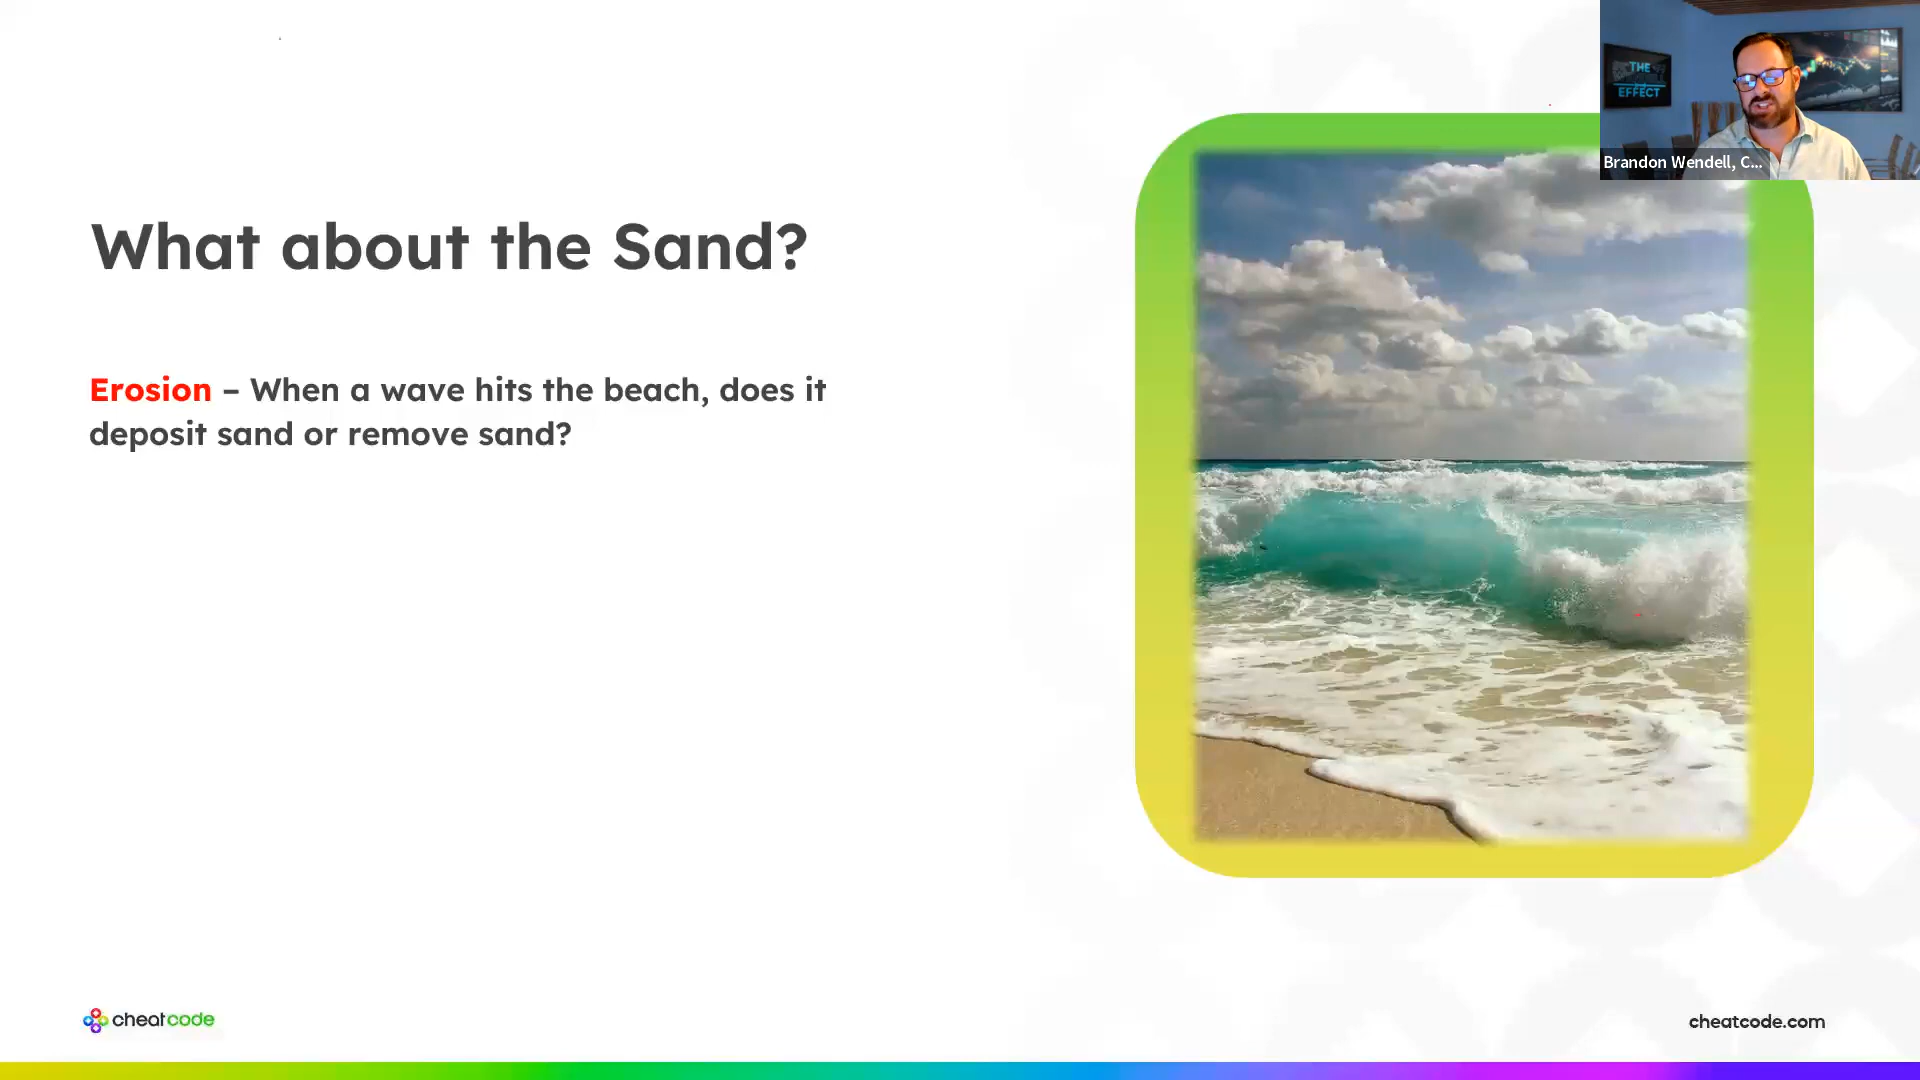 THE
EFFECT
Brandon Wendell, C...
What about the Sand?
Erosion – When a wave hits the beach, does it
deposit sand or remove sand?
cheatcode
cheatcode.com